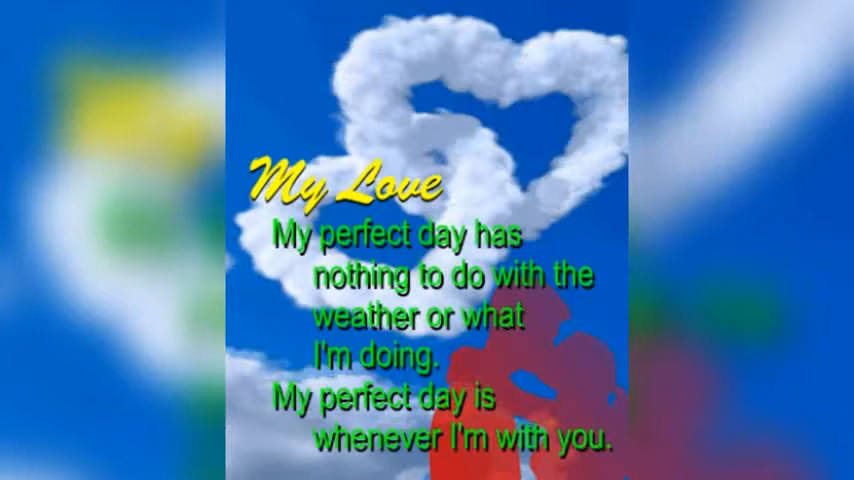 My Love
My perfect day has
nothing to do with the
weather or what
I'm doing.
My perfect day is
whenever I'm with you.